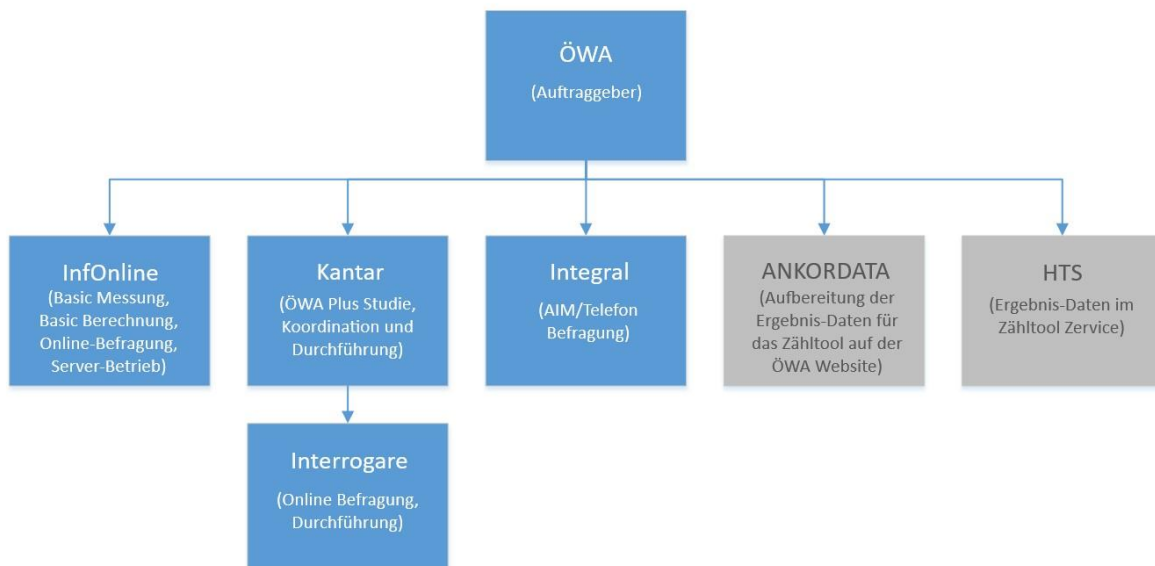 ÖWA
(Auftraggeber)
InfOnline
(Basic Messung,
Basic Berechnung,
Online-Befragung,
Server-Betrieb)
Kantar
(ÖWA Plus Studie,
Koordination und
Durchführung)
Integral
(AIM/Telefon
Befragung)
ANKORDATA
(Aufbereitung der
Ergebnis-Daten für
das Zähltool auf der
ÖWA Website)
HTS
(Ergebnis-Daten im
Zähltool Zervice)
Interrogare
(Online Befragung,
Durchführung)